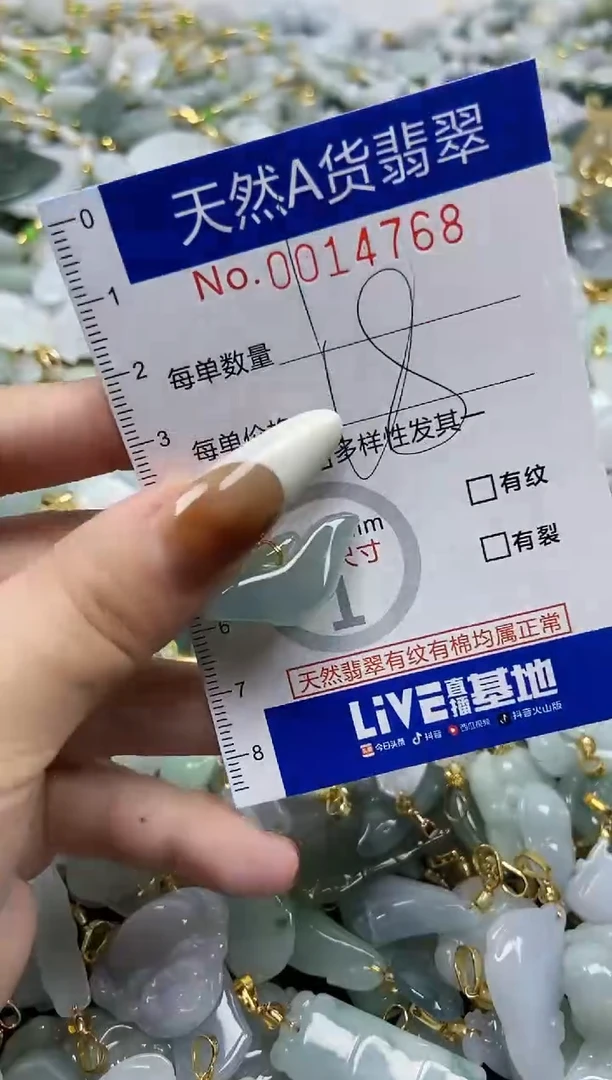 天然A货翡翠
No.0014768
每单数量
18
每单价格
多样性发其一
有纹
mm
尺寸
有裂
1
天然翡翠有纹有棉均属正常
LiVE直播基地
今日头条 抖音 西瓜视频 抖音火山版
0
1
2
3
6
7
8